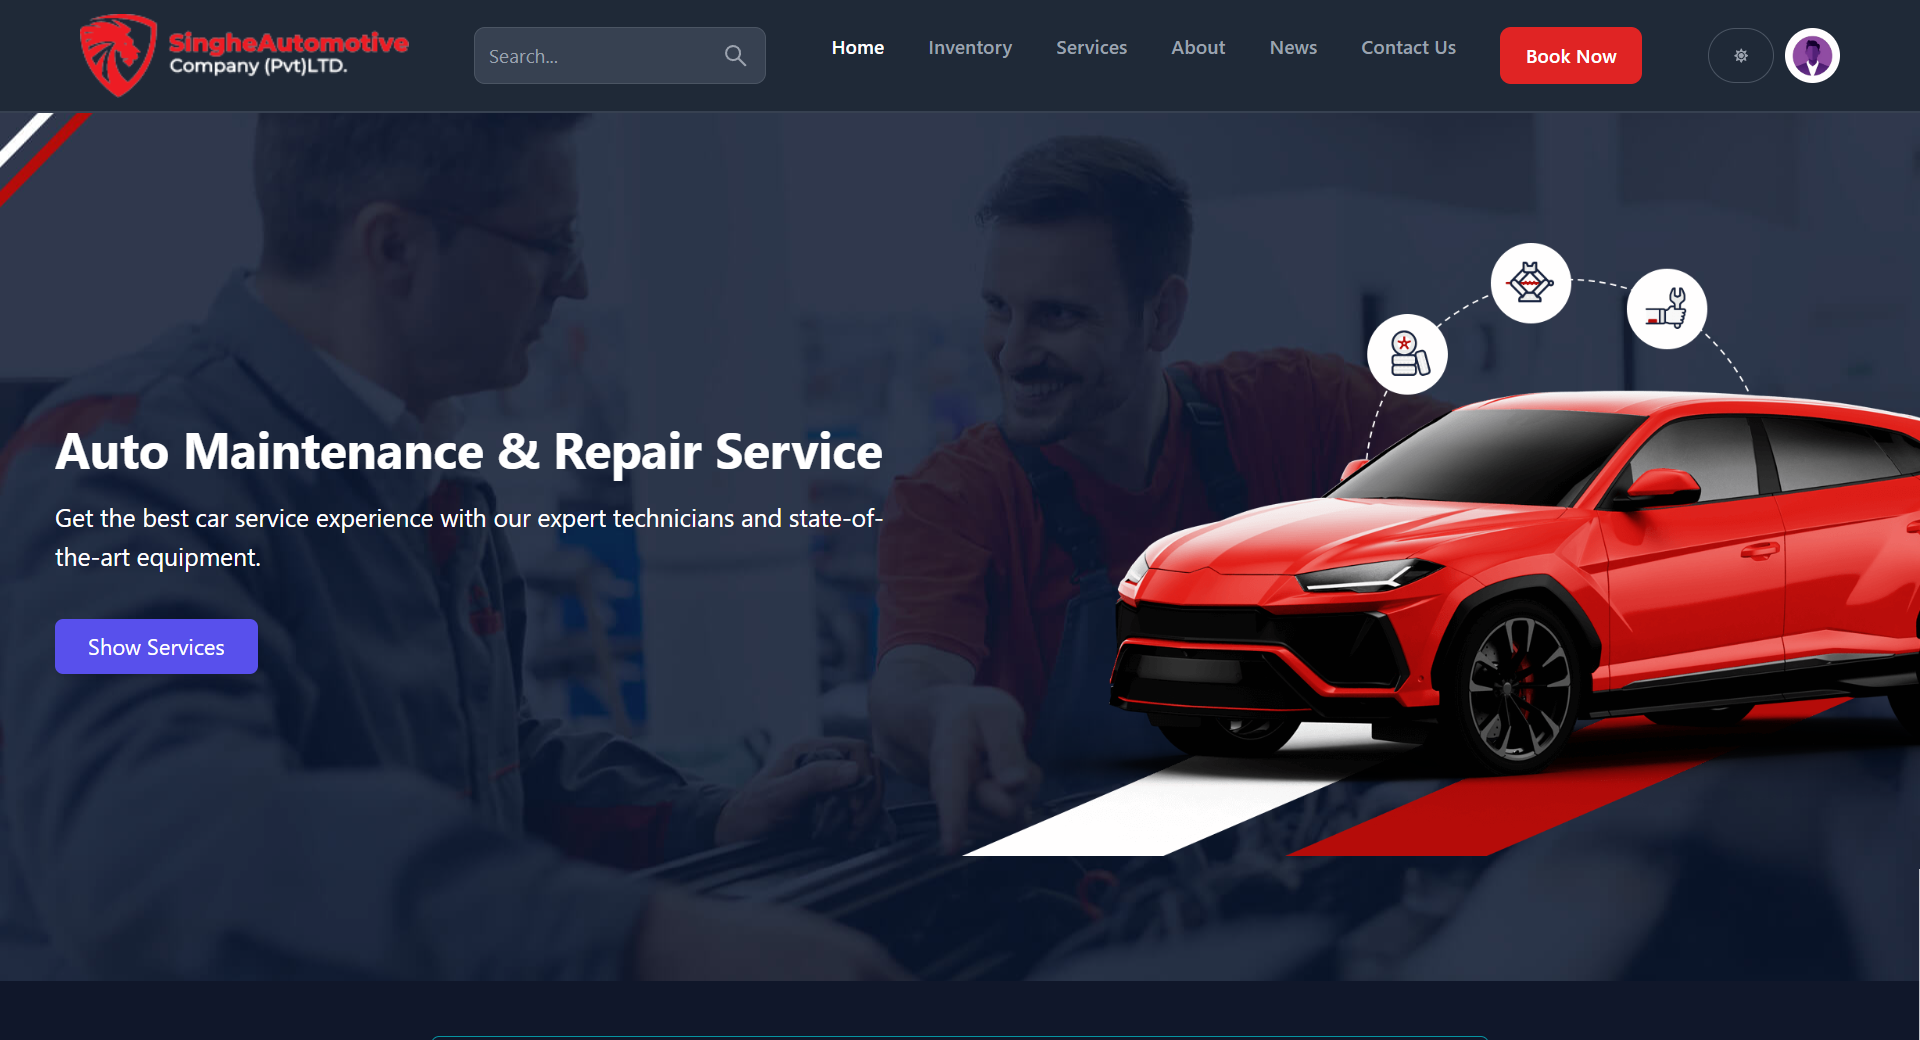 SingheAutomotive
Company (Pvt)LTD.
Search...
Home
Inventory
Services
About
News
Contact Us
Book Now
Auto Maintenance & Repair Service
Get the best car service experience with our expert technicians and state-of-
the-art equipment.
Show Services